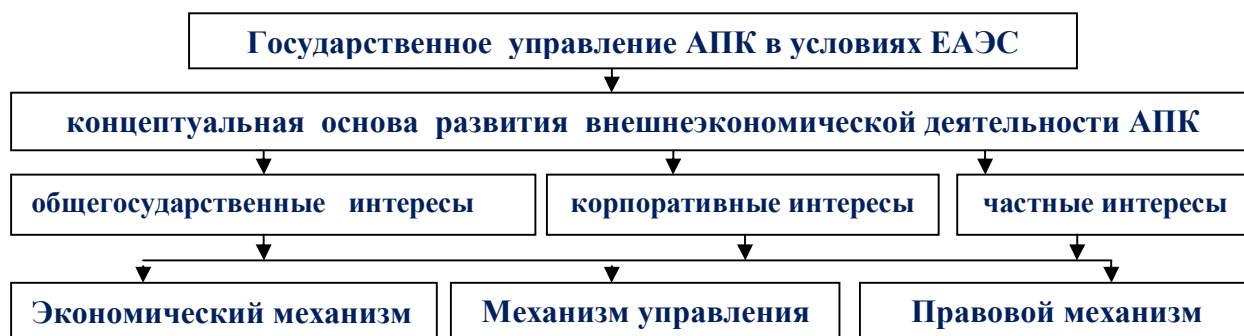 Государственное управление АПК в условиях ЕАЭС
концептуальная основа развития внешнеэкономической деятельности АПК
общегосударственные интересы
корпоративные интересы
частные интересы
Экономический механизм
Механизм управления
Правовой механизм